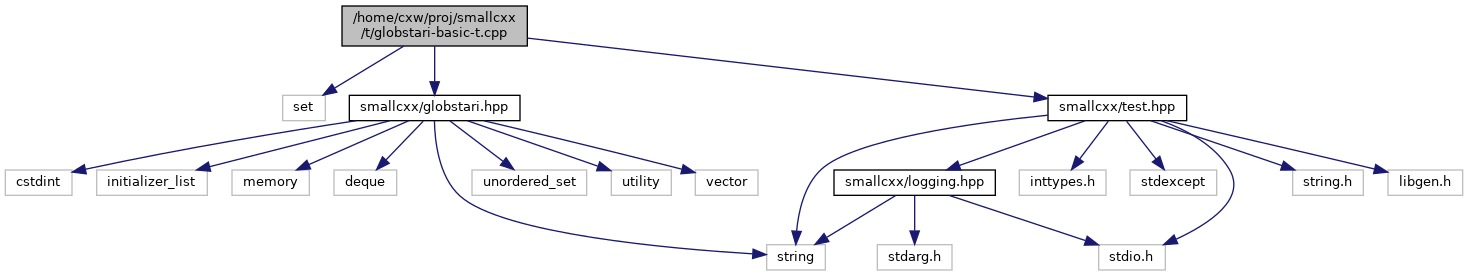 /home/cxw/proj/smallcxx
/t/globstari-basic-t.cpp
set
smallcxx/globstari.hpp
smallcxx/test.hpp
cstdint
initializer_list
memory
deque
unordered_set
utility
vector
smallcxx/logging.hpp
inttypes.h
stdexcept
string.h
libgen.h
string
stdarg.h
stdio.h